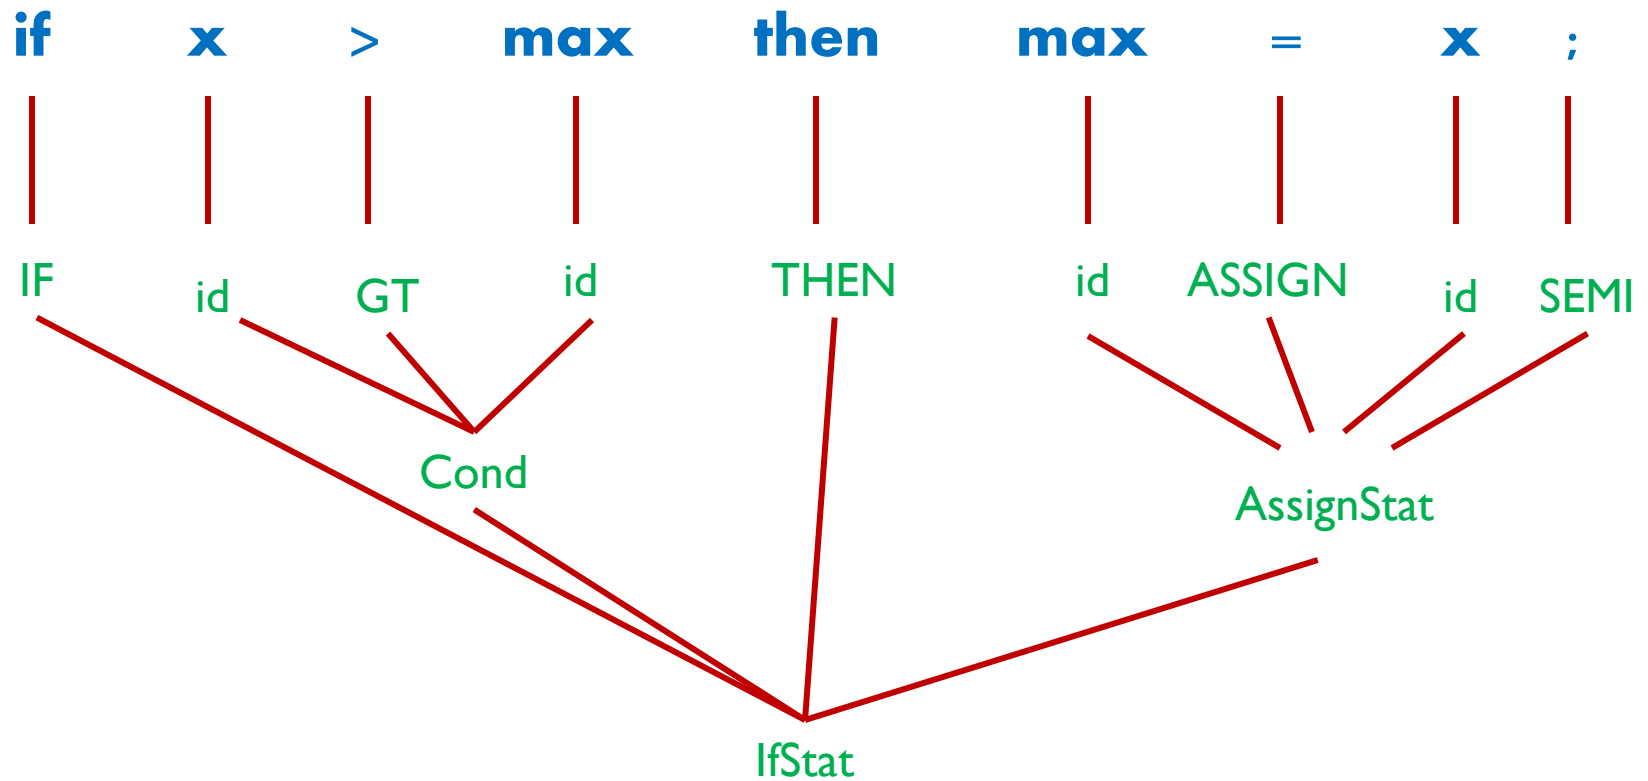 if x > max then max = x ;
IF id GT id THEN id ASSIGN id SEMI
Cond
AssignStat
IfStat